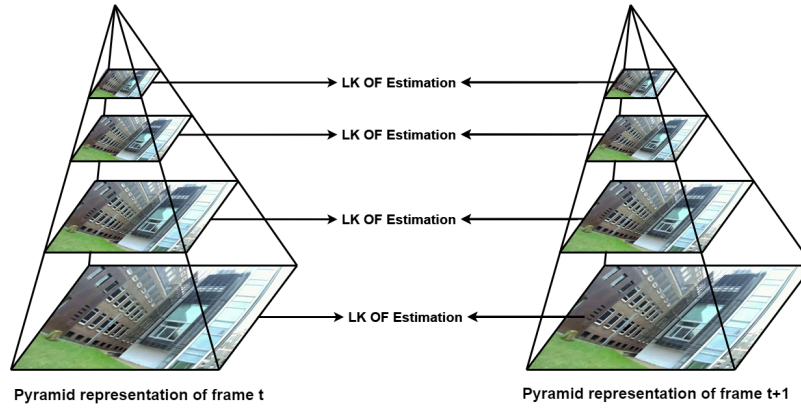 LK OF Estimation
LK OF Estimation
LK OF Estimation
LK OF Estimation
Pyramid representation of frame t
Pyramid representation of frame t+1